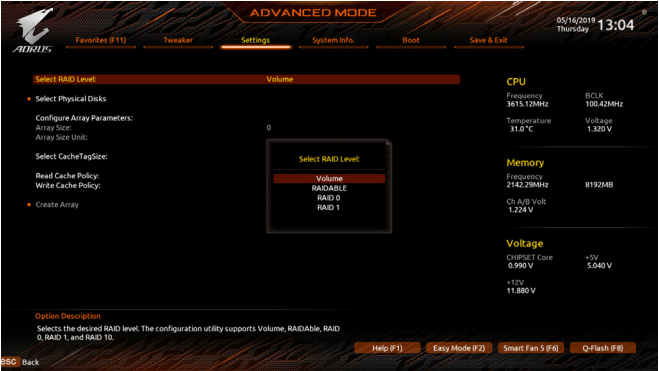 ADVANCED MODE
05/16/2019 13:04
Thursday
AORUS
Favorites (F11) Tweaker Settings System Info. Boot Save & Exit
Select RAID Level: Volume
Select Physical Disks
Configure Array Parameters:
Array Size: 0
Array Size Unit:
Select CacheTagSize:
Read Cache Policy:
Write Cache Policy:
Create Array
x
Select RAID Level:
Volume
RAIDABLE
RAID 0
RAID 1
CPU
Frequency BCLK
3615.12MHz 100.42MHz
Temperature Voltage
31.0 °C 1.320 V
Memory
Frequency
2142.29MHz 8192MB
Ch A/B Volt
1.224 V
Voltage
CHIPSET Core +5V
0.990 V 5.040 V
+12V
11.880 V
Option Description
Selects the desired RAID level. The configuration utility supports Volume, RAIDAble, RAID
0, RAID 1, and RAID 10.
Help (F1) Easy Mode (F2) Smart Fan 5 (F6) Q-Flash (F8)
ESC Back